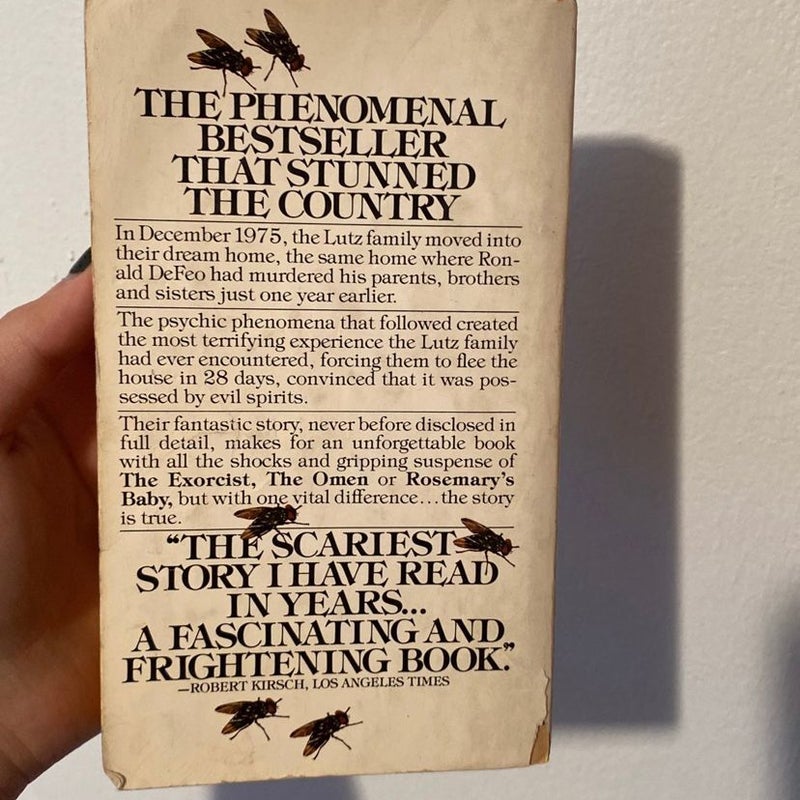 THE PHENOMENAL
BESTSELLER
THAT STUNNED
THE COUNTRY
In December 1975, the Lutz family moved into
their dream home, the same home where Ron-
ald DeFeo had murdered his parents, brothers
and sisters just one year earlier.
The psychic phenomena that followed created
the most terrifying experience the Lutz family
had ever encountered, forcing them to flee the
house in 28 days, convinced that it was pos-
sessed by evil spirits.
Their fantastic story, never before disclosed in
full detail, makes for an unforgettable book
with all the shocks and gripping suspense of
The Exorcist, The Omen or Rosemary's
Baby, but with one vital difference...the story
is true.
“THE SCARIEST
STORY I HAVE READ
IN YEARS...
A FASCINATING AND
FRIGHTENING BOOK.”
—ROBERT KIRSCH, LOS ANGELES TIMES